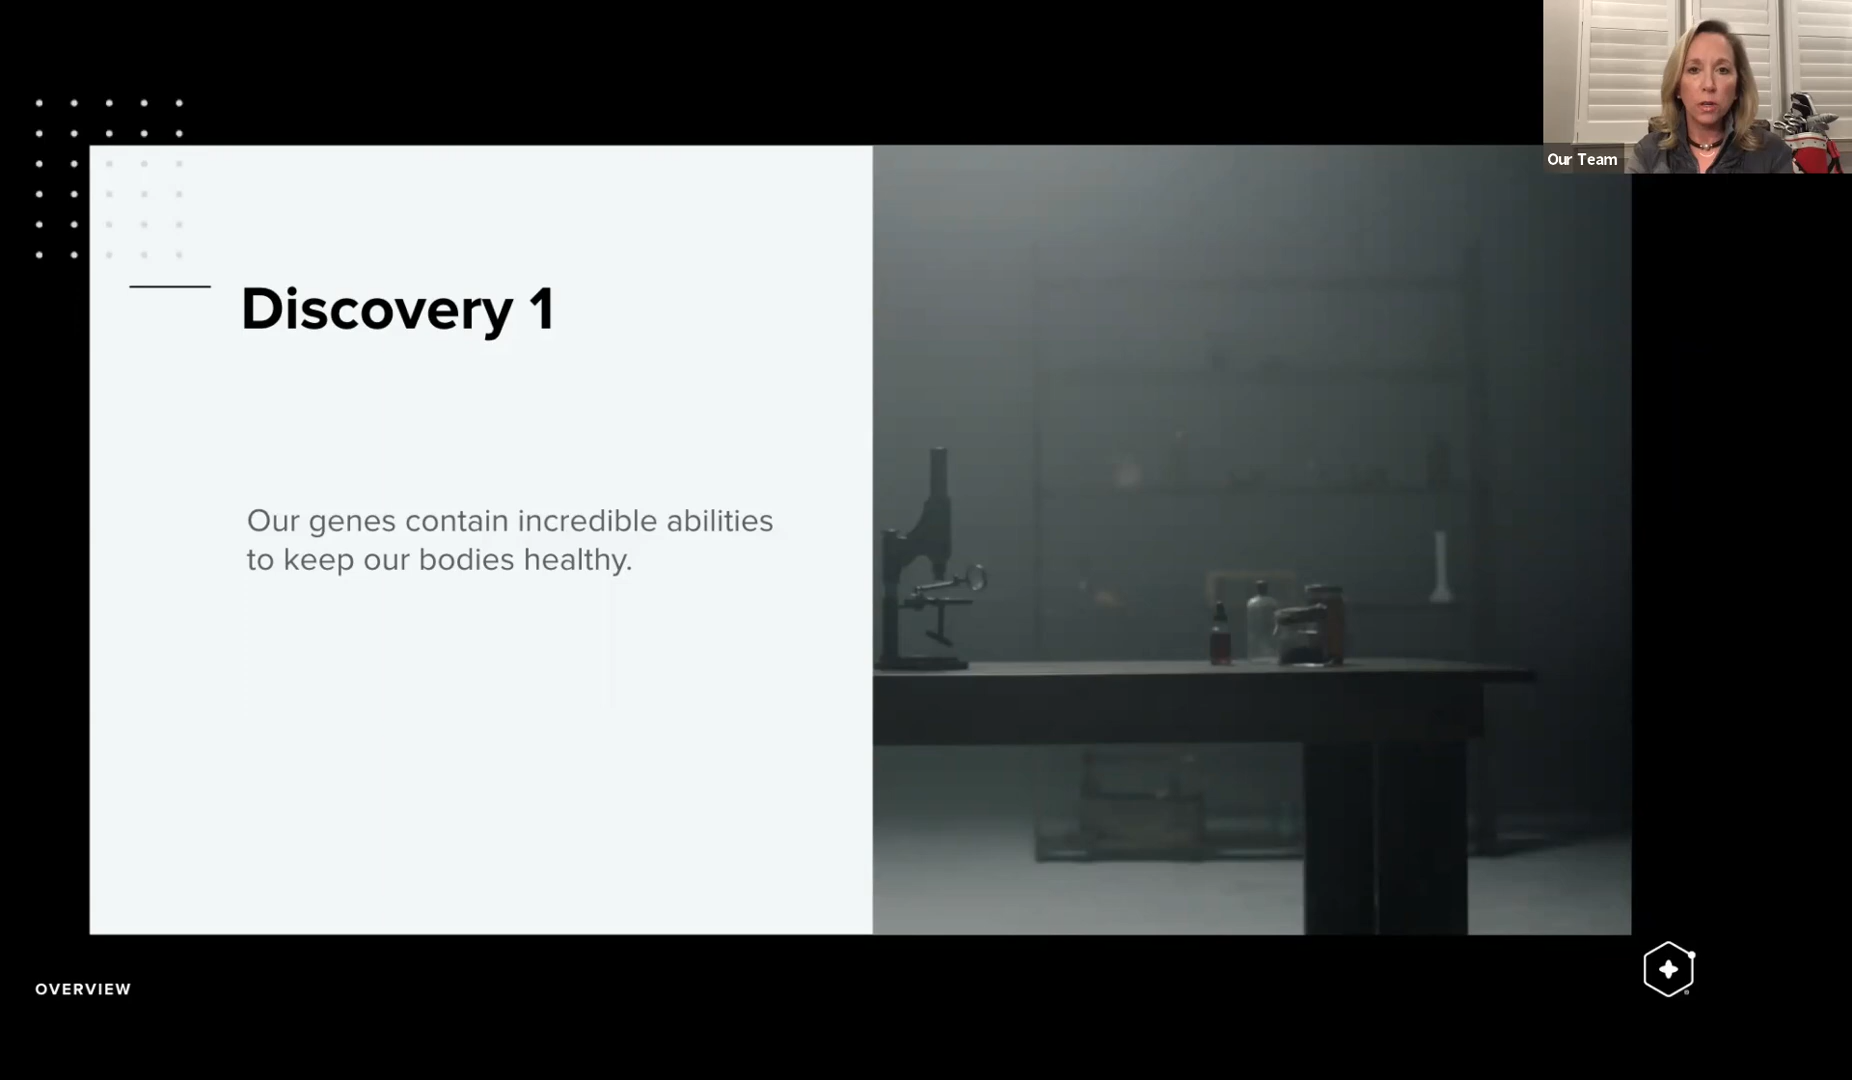 Our Team
Discovery 1
Our genes contain incredible abilities
to keep our bodies healthy.
OVERVIEW